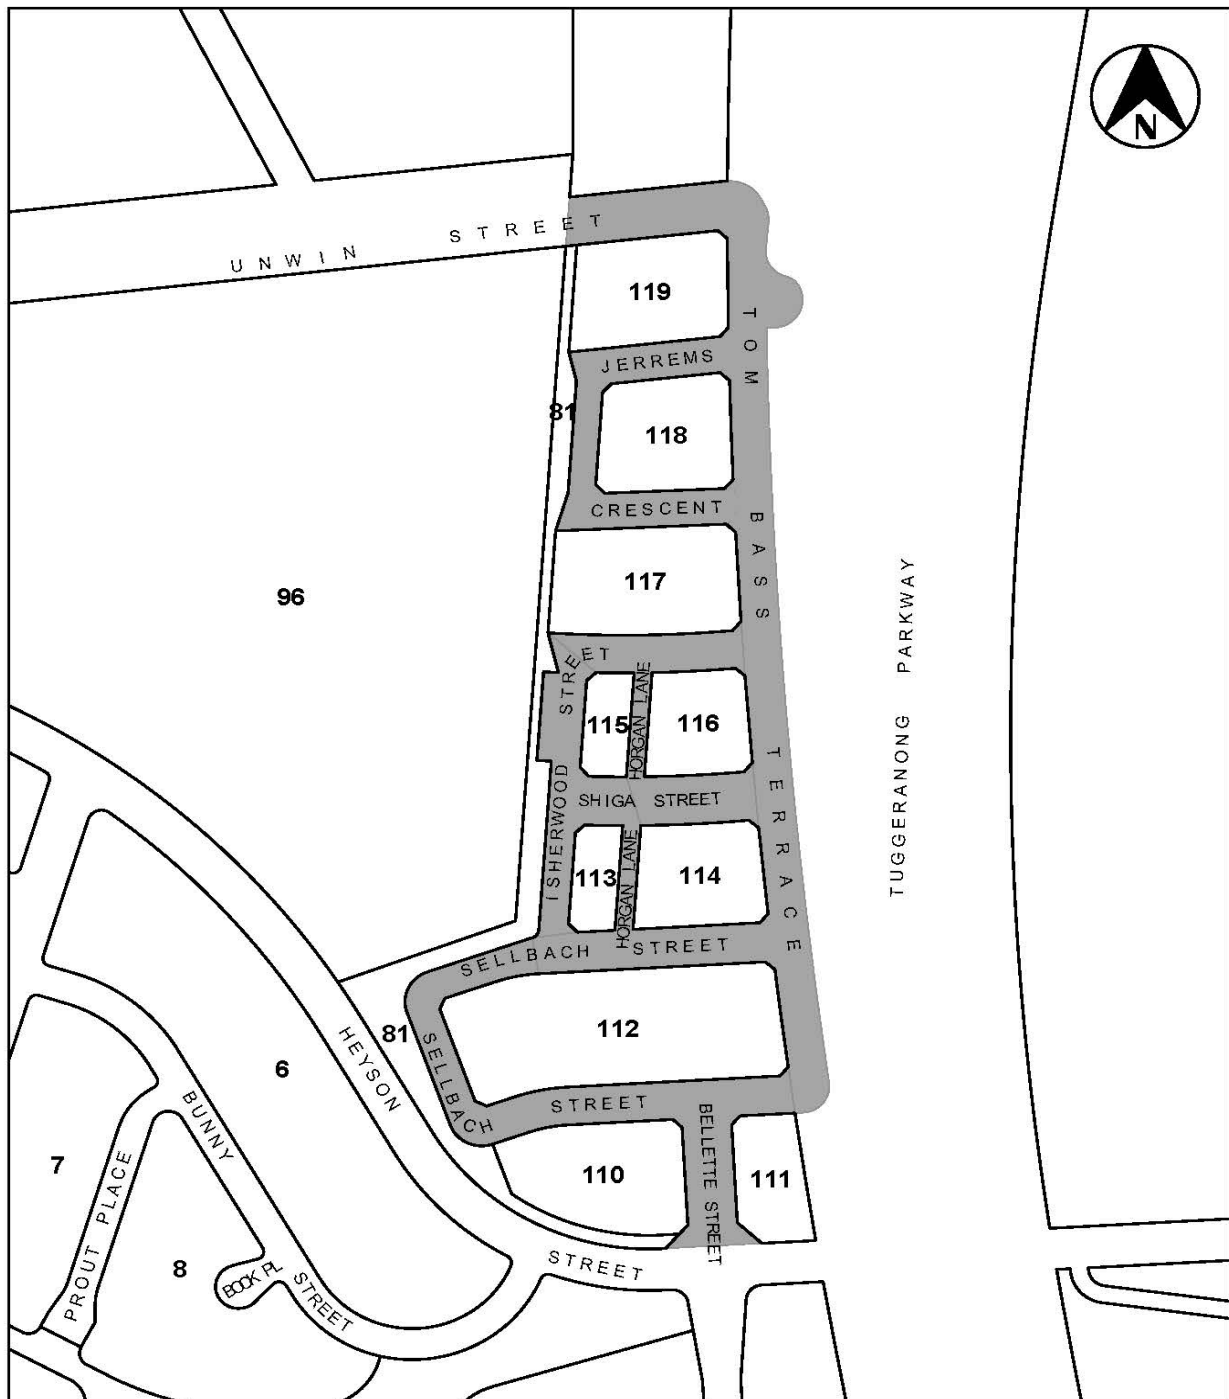 N
UNWIN STREET
119
TOM BASS TERRACE
JERREMS
81
118
CRESCENT
117
96
TUGGERANONG PARKWAY
ISHERWOOD STREET
115
HORGAN LANE
116
SHIGA STREET
113
HORGAN LANE
114
SELLBACH STREET
112
81
SELLBACH STREET
HEYSON STREET
6
BUNNY STREET
BELLETTE STREET
7
PROUT PLACE
110
111
8
BOCK PL